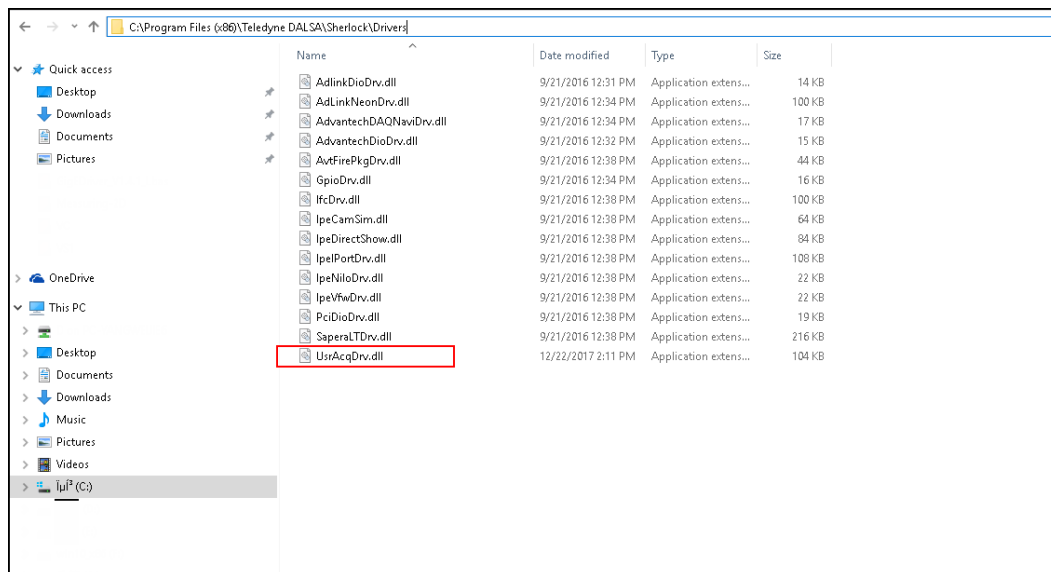 C:\Program Files (x86)\Teledyne DALSA\Sherlock\Drivers
Name Date modified Type Size
Quick access
Desktop
Downloads
Documents
Pictures
OneDrive
This PC
Desktop
Documents
Downloads
Music
Pictures
Videos
Ïµͳ (C:)
AdlinkDioDrv.dll 9/21/2016 12:31 PM Application extens... 14 KB
AdLinkNeonDrv.dll 9/21/2016 12:34 PM Application extens... 100 KB
AdvantechDAQNaviDrv.dll 9/21/2016 12:34 PM Application extens... 17 KB
AdvantechDioDrv.dll 9/21/2016 12:32 PM Application extens... 15 KB
AvtFirePkgDrv.dll 9/21/2016 12:38 PM Application extens... 44 KB
GpioDrv.dll 9/21/2016 12:34 PM Application extens... 16 KB
IfcDrv.dll 9/21/2016 12:38 PM Application extens... 100 KB
IpeCamSim.dll 9/21/2016 12:38 PM Application extens... 64 KB
IpeDirectShow.dll 9/21/2016 12:38 PM Application extens... 84 KB
IpeIPortDrv.dll 9/21/2016 12:38 PM Application extens... 108 KB
IpeNiIoDrv.dll 9/21/2016 12:38 PM Application extens... 22 KB
IpeVfwDrv.dll 9/21/2016 12:38 PM Application extens... 22 KB
PciDioDrv.dll 9/21/2016 12:38 PM Application extens... 19 KB
SaperaLTDrv.dll 9/21/2016 12:38 PM Application extens... 216 KB
UsrAcqDrv.dll 12/22/2017 2:11 PM Application extens... 104 KB